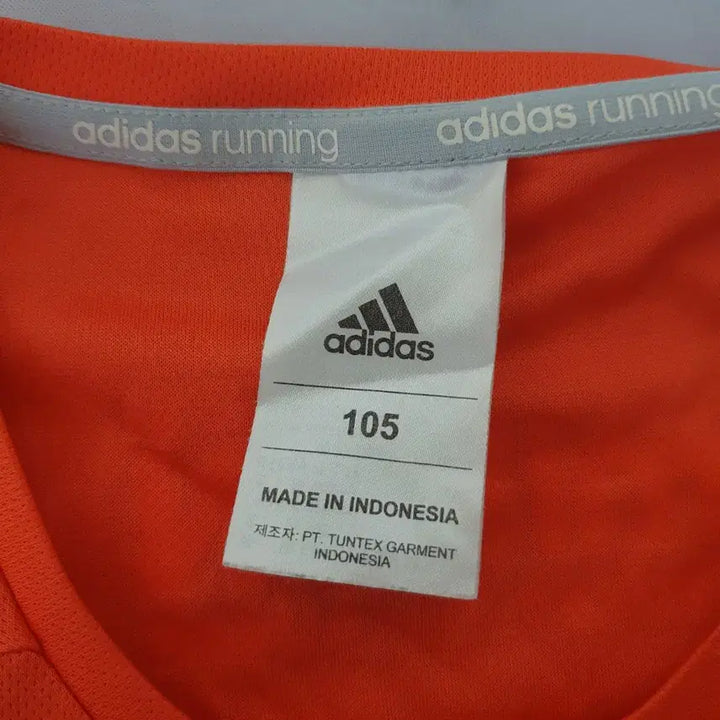 adidas running
adidas running
adidas
105
MADE IN INDONESIA
제조자: PT. TUNTEX GARMENT
INDONESIA